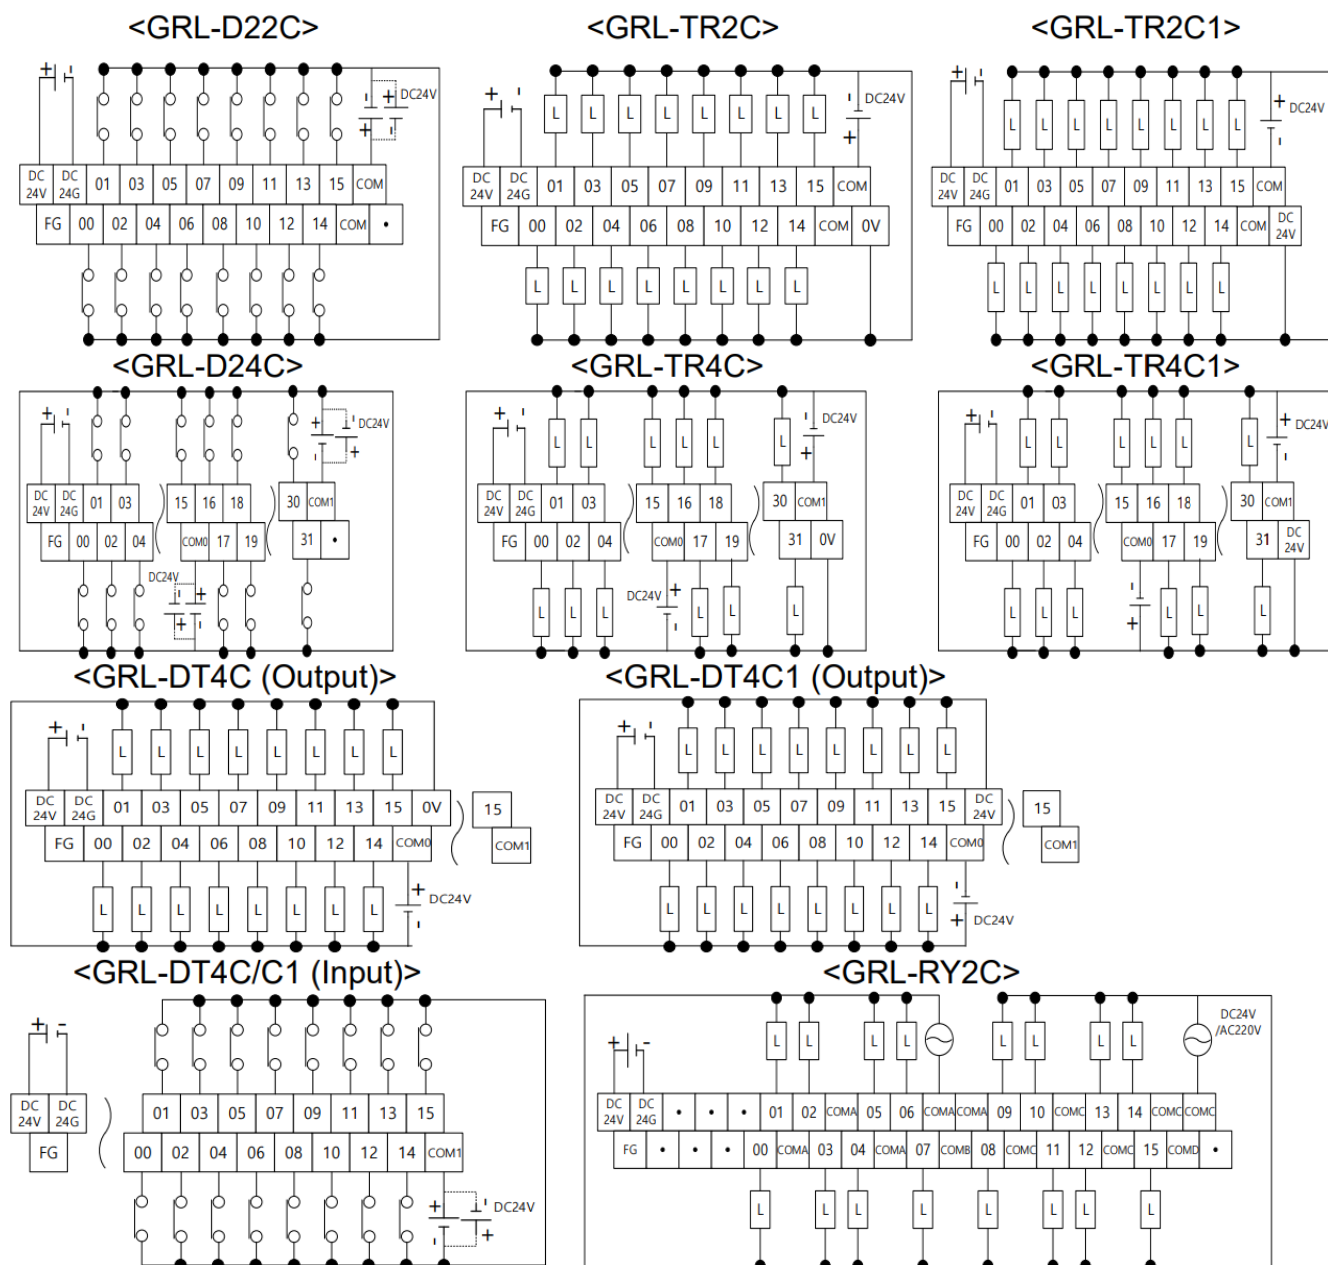 <GRL-D22C>
+ -
+ - DC24V
- +
DC 24V DC 24G 01 03 05 07 09 11 13 15 COM
FG 00 02 04 06 08 10 12 14 COM •
<GRL-TR2C>
+ -
L L L L L L L L
- DC24V
+
DC 24V DC 24G 01 03 05 07 09 11 13 15 COM
FG 00 02 04 06 08 10 12 14 COM 0V
L L L L L L L L
<GRL-TR2C1>
+ -
L L L L L L L L
+ DC24V
-
DC 24V DC 24G 01 03 05 07 09 11 13 15 COM
FG 00 02 04 06 08 10 12 14 COM DC 24V
L L L L L L L L
<GRL-D24C>
+ -
+ - DC24V
- +
DC 24V DC 24G 01 03 15 16 18 30 COM1
FG 00 02 04 COM0 17 19 31 •
DC24V
- +
+ -
<GRL-TR4C>
+ -
L L L L L L
- DC24V
+
DC 24V DC 24G 01 03 15 16 18 30 COM1
FG 00 02 04 COM0 17 19 31 0V
L L L DC24V + - L L L
<GRL-TR4C1>
+ -
L L L L L L
+ DC24V
-
DC 24V DC 24G 01 03 15 16 18 30 COM1
FG 00 02 04 COM0 17 19 31 DC 24V
L L L - + L L L
<GRL-DT4C (Output)>
+ -
L L L L L L L L
DC 24V DC 24G 01 03 05 07 09 11 13 15 0V 15
FG 00 02 04 06 08 10 12 14 COM0 COM1
L L L L L L L L
+ DC24V
-
<GRL-DT4C1 (Output)>
+ -
L L L L L L L L
DC 24V DC 24G 01 03 05 07 09 11 13 15 DC 24V 15
FG 00 02 04 06 08 10 12 14 COM0 COM1
L L L L L L L L
-
+ DC24V
<GRL-DT4C/C1 (Input)>
+ -
DC 24V DC 24G 01 03 05 07 09 11 13 15
FG 00 02 04 06 08 10 12 14 COM1
+ - DC24V
- +
<GRL-RY2C>
+ -
L L L L L L L L
DC24V
/AC220V
DC 24V DC 24G • • • 01 02 COMA 05 06 COMA COMA 09 10 COMC 13 14 COMC COMC
FG • • • 00 COMA 03 04 COMA 07 COMB 08 COMC 11 12 COMC 15 COMD •
L L L L L L L L